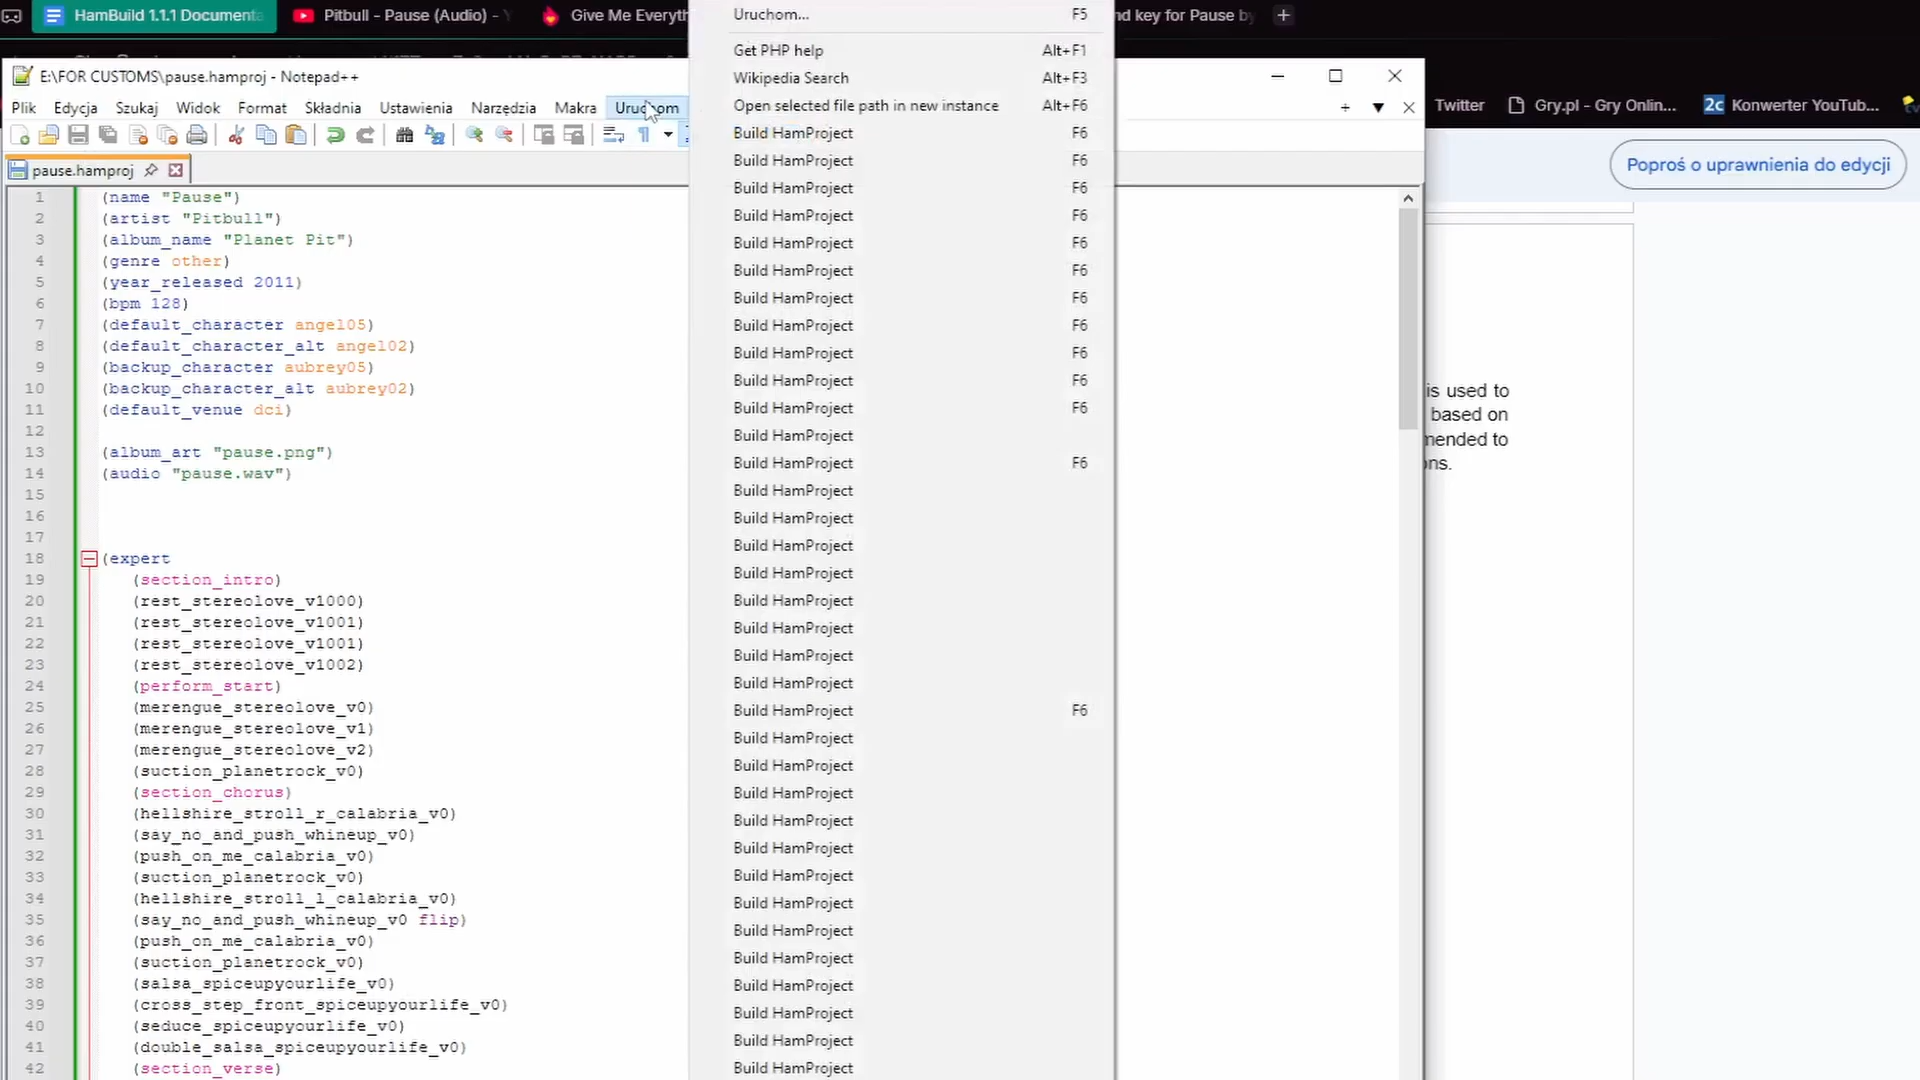 HamBuild 1.1.1 Documenta
Pitbull - Pause (Audio) -
Give Me Everyth
nd key for Pause by
E:\FOR CUSTOMS\pause.hamproj - Notepad++
Plik Edycja Szukaj Widok Format Składnia Ustawienia Narzędzia Makra Uruchom
Twitter
Gry.pl - Gry Onlin...
2c Konwerter YouTub...
Poproś o uprawnienia do edycji
pause.hamproj
1 (name "Pause")
2 (artist "Pitbull")
3 (album_name "Planet Pit")
4 (genre other)
5 (year_released 2011)
6 (bpm 128)
7 (default_character angel05)
8 (default_character_alt angel02)
9 (backup_character aubrey05)
10 (backup_character_alt aubrey02)
11 (default_venue dci)
12
13 (album_art "pause.png")
14 (audio "pause.wav")
15
16
17
18 (expert
19 (section_intro)
20 (rest_stereolove_v1000)
21 (rest_stereolove_v1001)
22 (rest_stereolove_v1001)
23 (rest_stereolove_v1002)
24 (perform_start)
25 (merengue_stereolove_v0)
26 (merengue_stereolove_v1)
27 (merengue_stereolove_v2)
28 (suction_planetrock_v0)
29 (section_chorus)
30 (hellshire_stroll_r_calabria_v0)
31 (say_no_and_push_whineup_v0)
32 (push_on_me_calabria_v0)
33 (suction_planetrock_v0)
34 (hellshire_stroll_l_calabria_v0)
35 (say_no_and_push_whineup_v0 flip)
36 (push_on_me_calabria_v0)
37 (suction_planetrock_v0)
38 (salsa_spiceupyourlife_v0)
39 (cross_step_front_spiceupyourlife_v0)
40 (seduce_spiceupyourlife_v0)
41 (double_salsa_spiceupyourlife_v0)
42 (section_verse)
Uruchom... F5
Get PHP help Alt+F1
Wikipedia Search Alt+F3
Open selected file path in new instance Alt+F6
Build HamProject F6
Build HamProject F6
Build HamProject F6
Build HamProject F6
Build HamProject F6
Build HamProject F6
Build HamProject F6
Build HamProject F6
Build HamProject F6
Build HamProject F6
Build HamProject F6
Build HamProject
Build HamProject F6
Build HamProject
Build HamProject
Build HamProject
Build HamProject
Build HamProject
Build HamProject
Build HamProject
Build HamProject
Build HamProject F6
Build HamProject
Build HamProject
Build HamProject
Build HamProject
Build HamProject
Build HamProject
Build HamProject
Build HamProject
Build HamProject
Build HamProject
Build HamProject
Build HamProject
Build HamProject
is used to
based on
mended to
ns.